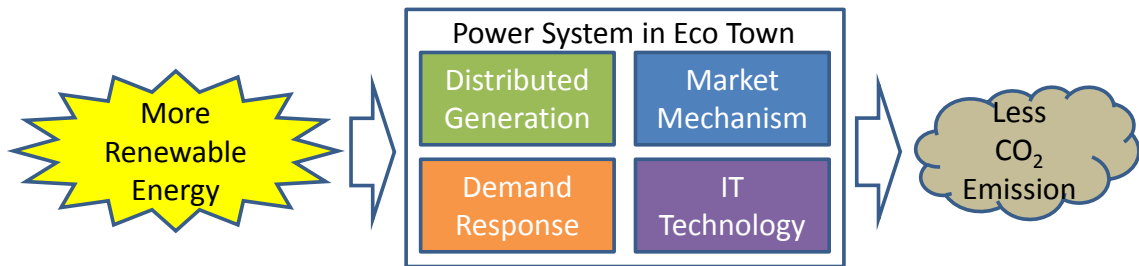 More
Renewable
Energy
Power System in Eco Town
Distributed
Generation
Market
Mechanism
Demand
Response
IT
Technology
Less
CO₂
Emission